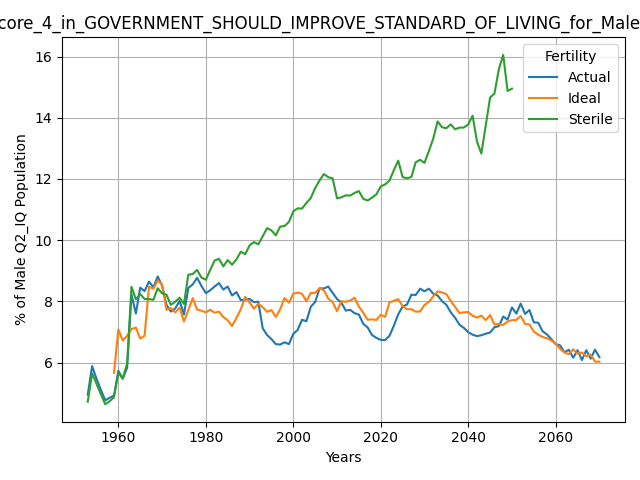 core_4_in_GOVERNMENT_SHOULD_IMPROVE_STANDARD_OF_LIVING_for_Male
Fertility
Actual
Ideal
Sterile
% of Male Q2_IQ Population
16
14
12
10
8
6
1960 1980 2000 2020 2040 2060
Years